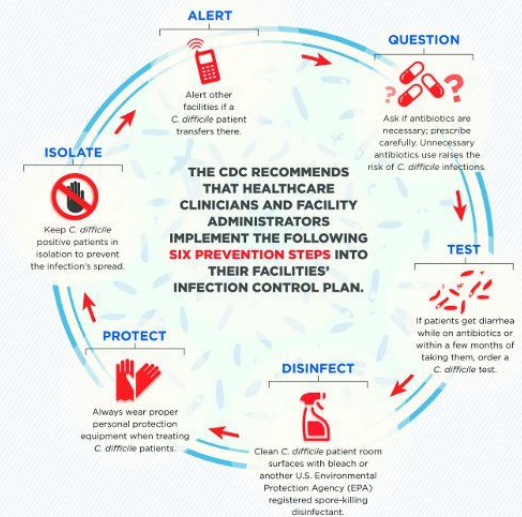 ALERT
Alert other
facilities if a
C. difficile patient
transfers there.
QUESTION
? ?
Ask if antibiotics are
necessary; prescribe
carefully. Unnecessary
antibiotics use raises the
risk of C. difficile infections.
ISOLATE
Keep C. difficile
positive patients in
isolation to prevent
the infection's spread.
THE CDC RECOMMENDS
THAT HEALTHCARE
CLINICIANS AND FACILITY
ADMINISTRATORS
IMPLEMENT THE FOLLOWING
SIX PREVENTION STEPS INTO
THEIR FACILITIES'
INFECTION CONTROL PLAN.
TEST
If patients get diarrhea
while on antibiotics or
within a few months of
taking them, order a
C. difficile test.
PROTECT
Always wear proper
personal protection
equipment when treating
C. difficile patients.
DISINFECT
Clean C. difficile patient room
surfaces with bleach or
another U.S. Environmental
Protection Agency (EPA)
registered spore-killing
disinfectant.